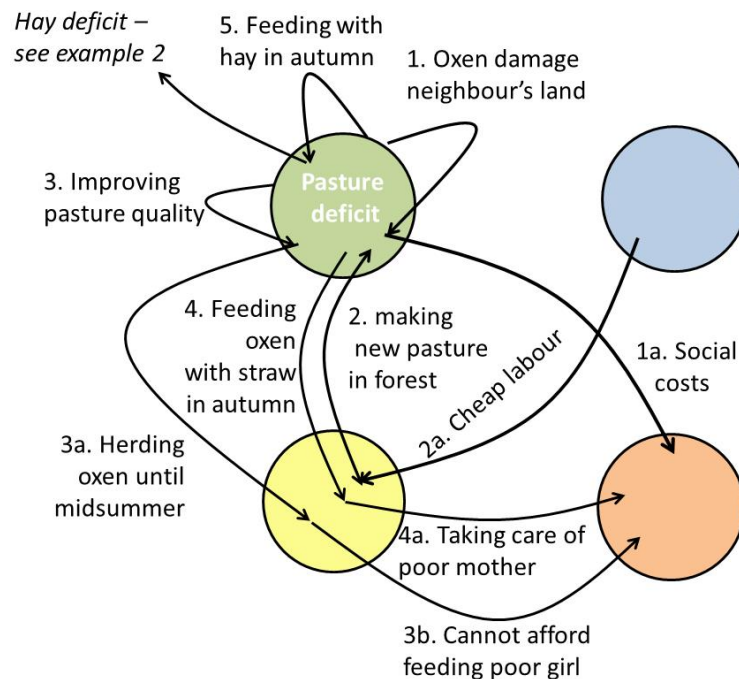 Hay deficit –
see example 2
5. Feeding with
hay in autumn
1. Oxen damage
neighbour's land
Pasture
deficit
3. Improving
pasture quality
4. Feeding
oxen
with straw
in autumn
2. making
new pasture
in forest
2a. Cheap labour
1a. Social
costs
3a. Herding
oxen until
midsummer
4a. Taking care of
poor mother
3b. Cannot afford
feeding poor girl